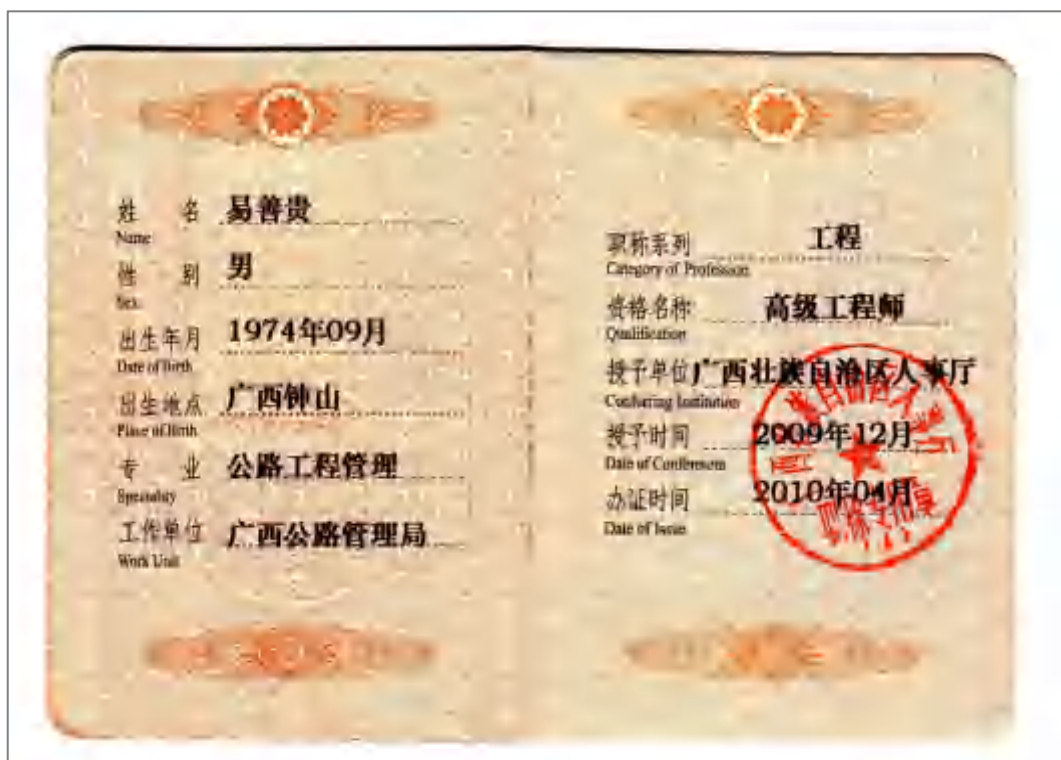 姓 名 易善贵
Name
性 别 男
Sex
出生年月 1974年09月
Date of Birth
出生地点 广西钟山
Place of Birth
专 业 公路工程管理
Speciality
工作单位 广西公路管理局
Work Unit
职称系列 工程
Category of Profession
资格名称 高级工程师
Qualification
授予单位 广西壮族自治区人事厅
Conferring Institution
授予时间 2009年12月
Date of Conferment
办证时间 2010年04月
Date of Issue